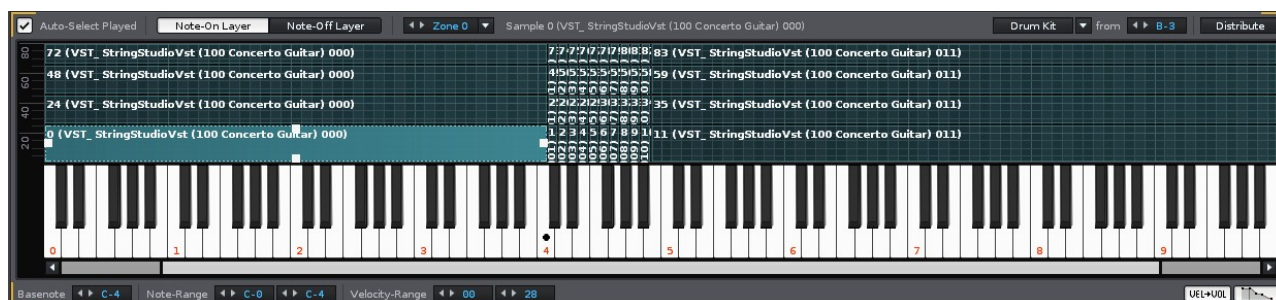 Auto-Select Played Note-On Layer Note-Off Layer Zone 0 Sample 0 (VST_ StringStudioVst (100 Concerto Guitar) 000) Drum Kit from B-3 Distribute
80 72 (VST_ StringStudioVst (100 Concerto Guitar) 000) 83 (VST_ StringStudioVst (100 Concerto Guitar) 011)
60 48 (VST_ StringStudioVst (100 Concerto Guitar) 000) 59 (VST_ StringStudioVst (100 Concerto Guitar) 011)
40 24 (VST_ StringStudioVst (100 Concerto Guitar) 000) 35 (VST_ StringStudioVst (100 Concerto Guitar) 011)
20 0 (VST_ StringStudioVst (100 Concerto Guitar) 000) 1 2 3 4 5 6 7 8 9 11 (VST_ StringStudioVst (100 Concerto Guitar) 011)
0 1 2 3 4 5 6 7 8 9
Basenote C-4 Note-Range C-0 C-4 Velocity-Range 00 28 VEL→VOL